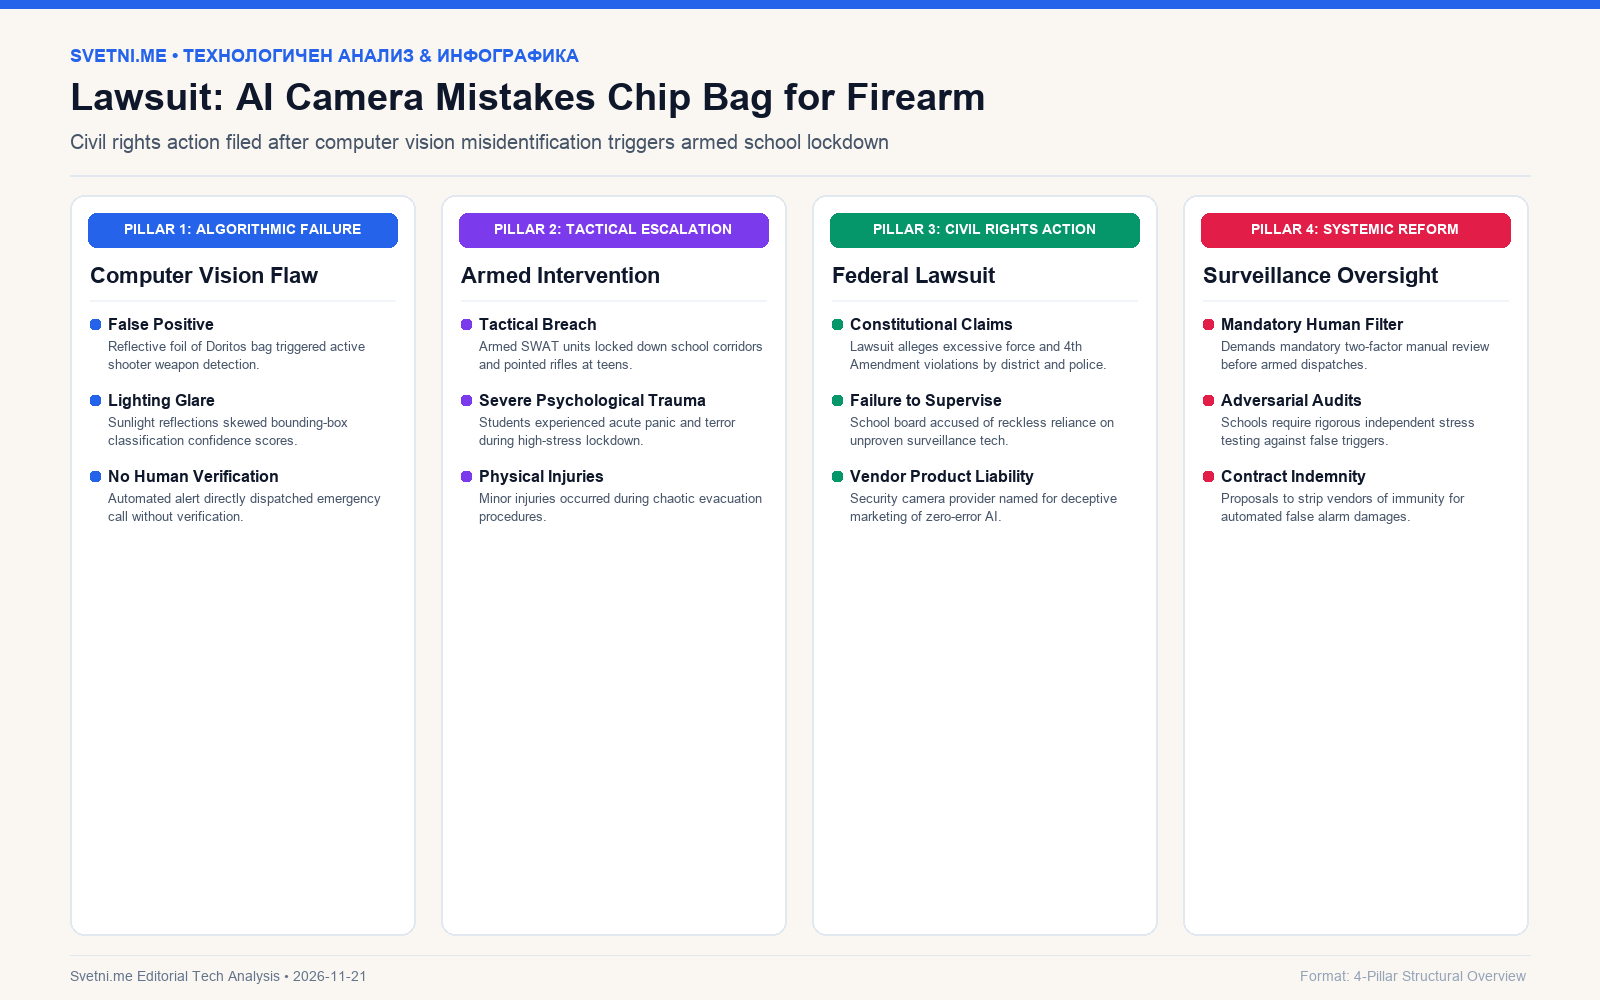 SVETNI.ME • ТЕХНОЛОГИЧЕН АНАЛИЗ & ИНФОГРАФИКА
Lawsuit: AI Camera Mistakes Chip Bag for Firearm
Civil rights action filed after computer vision misidentification triggers armed school lockdown
PILLAR 1: ALGORITHMIC FAILURE
Computer Vision Flaw
False Positive
Reflective foil of Doritos bag triggered active
shooter weapon detection.
Lighting Glare
Sunlight reflections skewed bounding-box
classification confidence scores.
No Human Verification
Automated alert directly dispatched emergency
call without verification.
PILLAR 2: TACTICAL ESCALATION
Armed Intervention
Tactical Breach
Armed SWAT units locked down school corridors
and pointed rifles at teens.
Severe Psychological Trauma
Students experienced acute panic and terror
during high-stress lockdown.
Physical Injuries
Minor injuries occurred during chaotic evacuation
procedures.
PILLAR 3: CIVIL RIGHTS ACTION
Federal Lawsuit
Constitutional Claims
Lawsuit alleges excessive force and 4th
Amendment violations by district and police.
Failure to Supervise
School board accused of reckless reliance on
unproven surveillance tech.
Vendor Product Liability
Security camera provider named for deceptive
marketing of zero-error AI.
PILLAR 4: SYSTEMIC REFORM
Surveillance Oversight
Mandatory Human Filter
Demands mandatory two-factor manual review
before armed dispatches.
Adversarial Audits
Schools require rigorous independent stress
testing against false triggers.
Contract Indemnity
Proposals to strip vendors of immunity for
automated false alarm damages.
Svetni.me Editorial Tech Analysis • 2026-11-21
Format: 4-Pillar Structural Overview